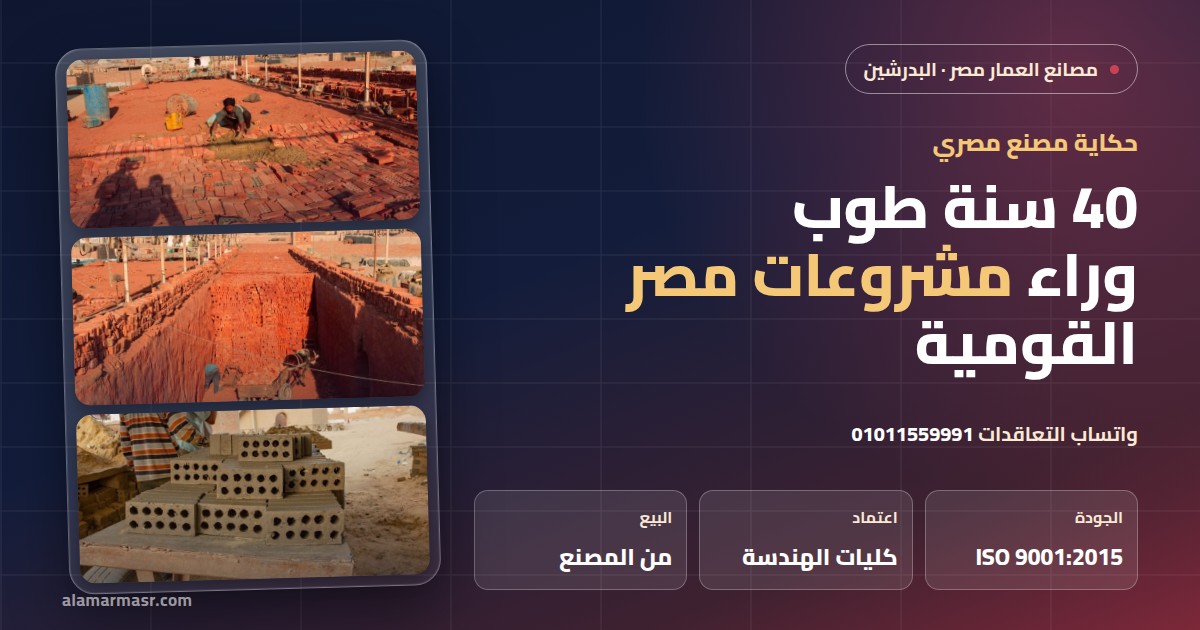 مصانع العمار مصر · البدرشين
حكاية مصنع مصري
40 سنة طوب
وراء مشروعات مصر
القومية
واتساب التعاقدات 01011559991
الجودة
ISO 9001:2015
اعتماد
كليات الهندسة
البيع
من المصنع
alamarmasr.com